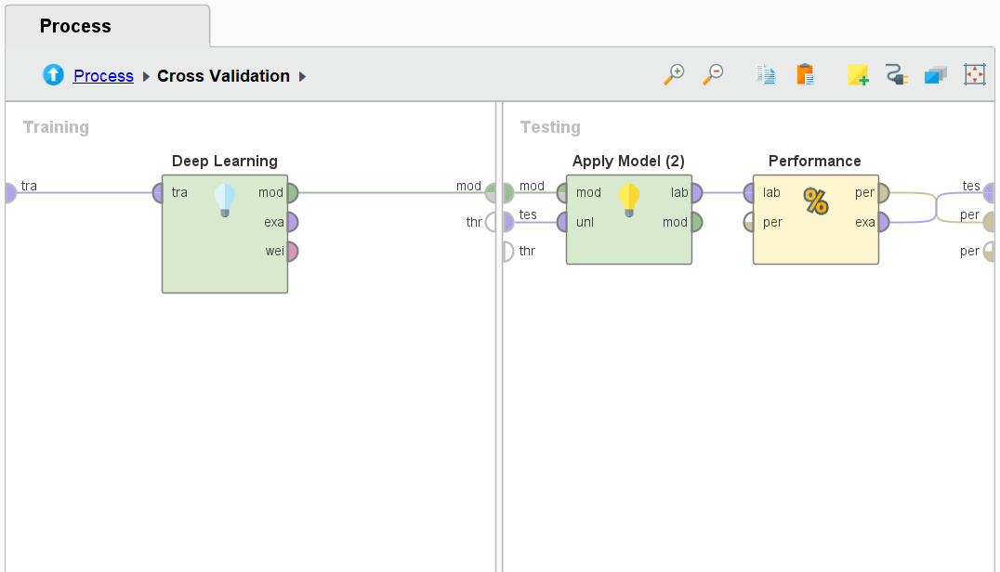 Process
Process Cross Validation
Training
Testing
Deep Learning
Apply Model (2)
Performance
tra
tra
mod
mod
mod
mod
lab
lab
per
tes
exa
thr
tes
unl
mod
per
exa
per
wei
thr
per